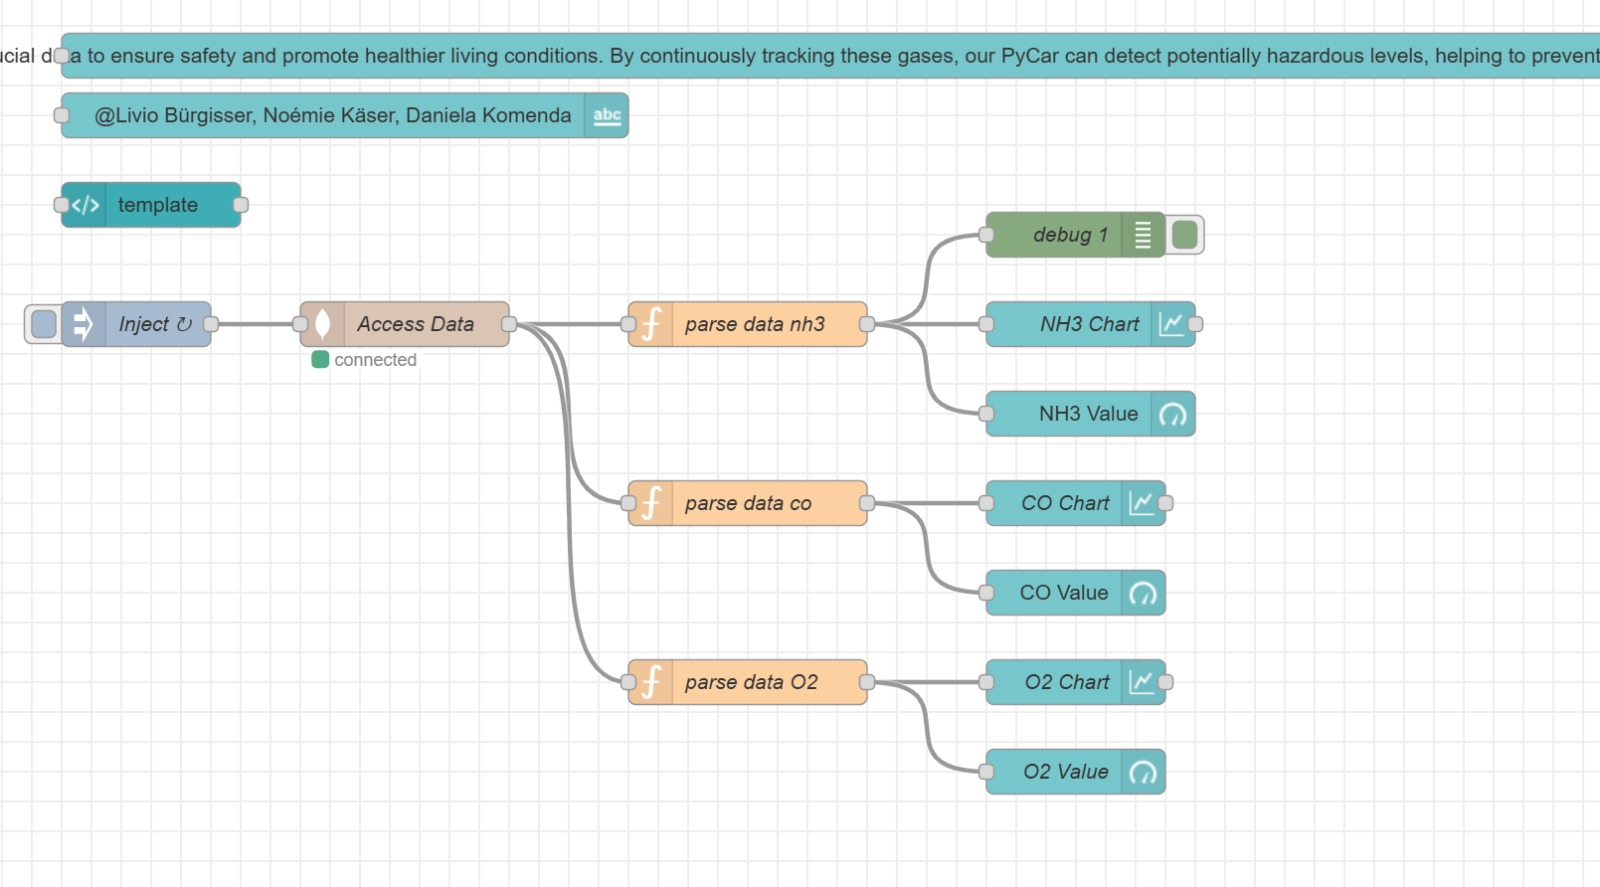 to ensure safety and promote healthier living conditions. By continuously tracking these gases, our PyCar can detect potentially hazardous levels, helping to prevent
@Livio Bürgisser, Noémie Käser, Daniela Komenda abc
</> template
debug 1
Inject ↻
Access Data
connected
parse data nh3
NH3 Chart
NH3 Value
parse data co
CO Chart
CO Value
parse data O2
O2 Chart
O2 Value